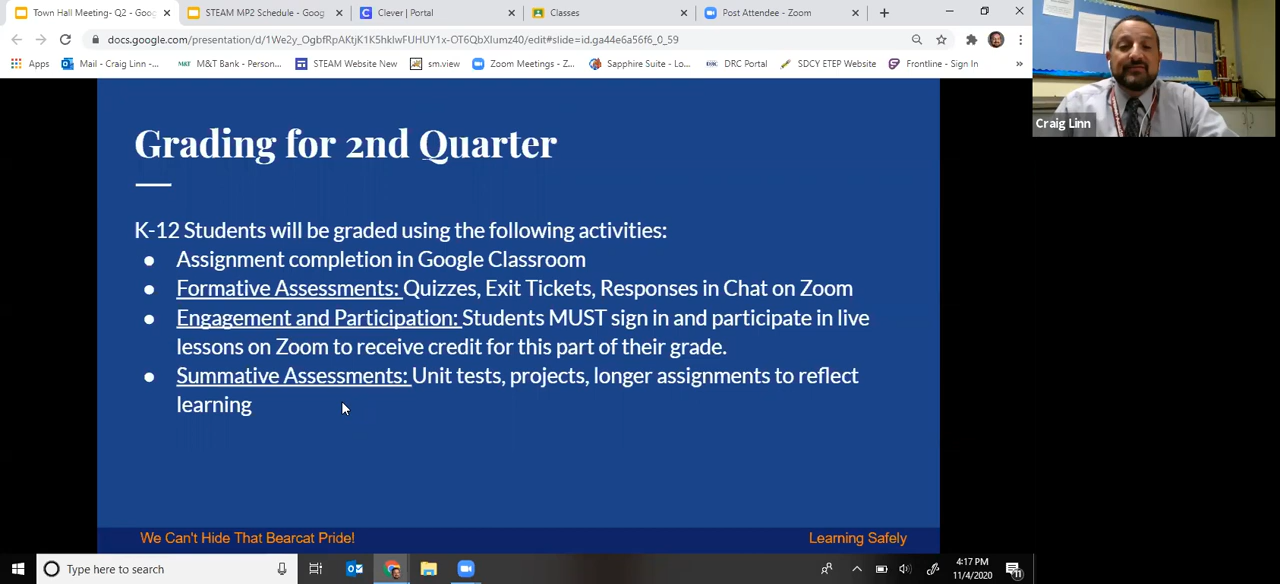 Town Hall Meeting- Q2 - Goo
STEAM MP2 Schedule - Goog
Clever | Portal
Classes
Post Attendee - Zoom
docs.google.com/presentation/d/1We2y_OgbfRpAKtjK1K5hkIwFUHUY1x-OT6QbXIumz40/edit#slide=id.ga44e6a56f6_0_59
Apps
Mail - Craig Linn -...
M&T M&T Bank - Person...
STEAM Website New
sm.view
Zoom Meetings - Z...
Sapphire Suite - Lo...
DRC DRC Portal
SDCY ETEP Website
Frontline - Sign In
»
Craig Linn
Grading for 2nd Quarter
K-12 Students will be graded using the following activities:
● Assignment completion in Google Classroom
● Formative Assessments: Quizzes, Exit Tickets, Responses in Chat on Zoom
● Engagement and Participation: Students MUST sign in and participate in live
lessons on Zoom to receive credit for this part of their grade.
● Summative Assessments: Unit tests, projects, longer assignments to reflect
learning
We Can't Hide That Bearcat Pride!
Learning Safely
Type here to search
4:17 PM
11/4/2020